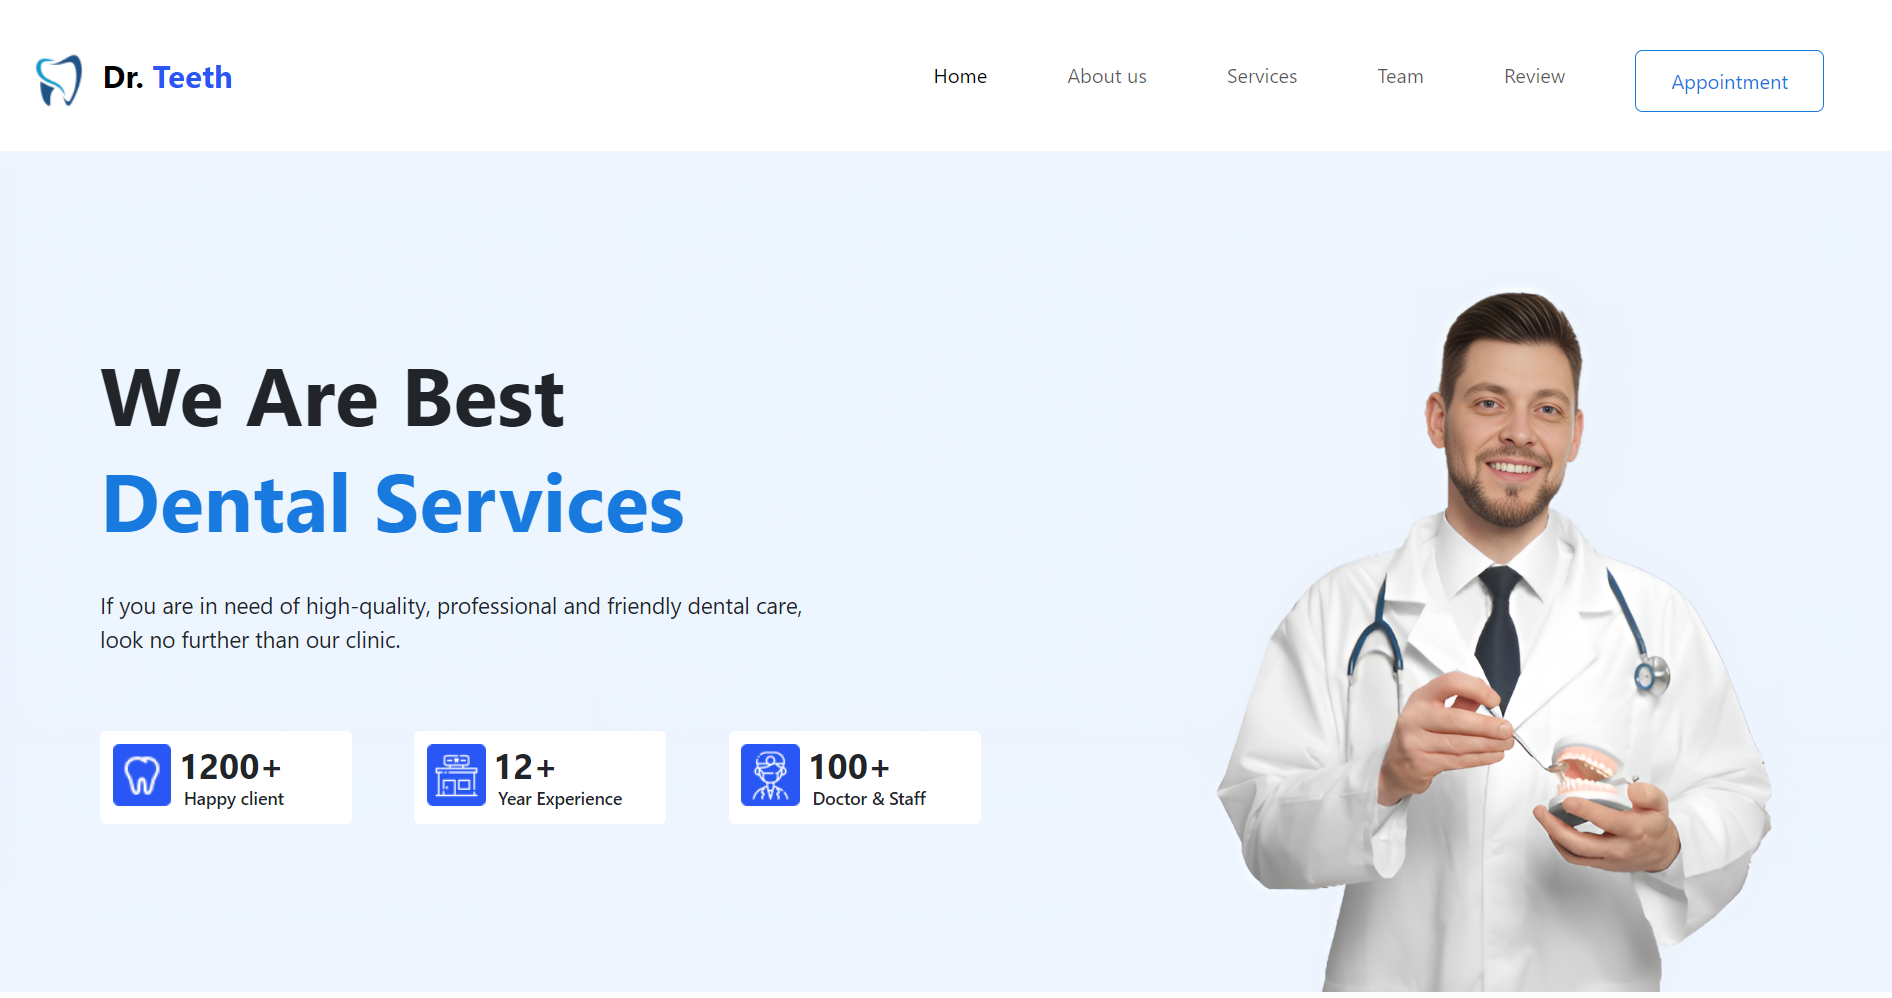 Dr. Teeth
Home
About us
Services
Team
Review
Appointment
We Are Best
Dental Services
If you are in need of high-quality, professional and friendly dental care,
look no further than our clinic.
1200+
Happy client
12+
Year Experience
100+
Doctor & Staff